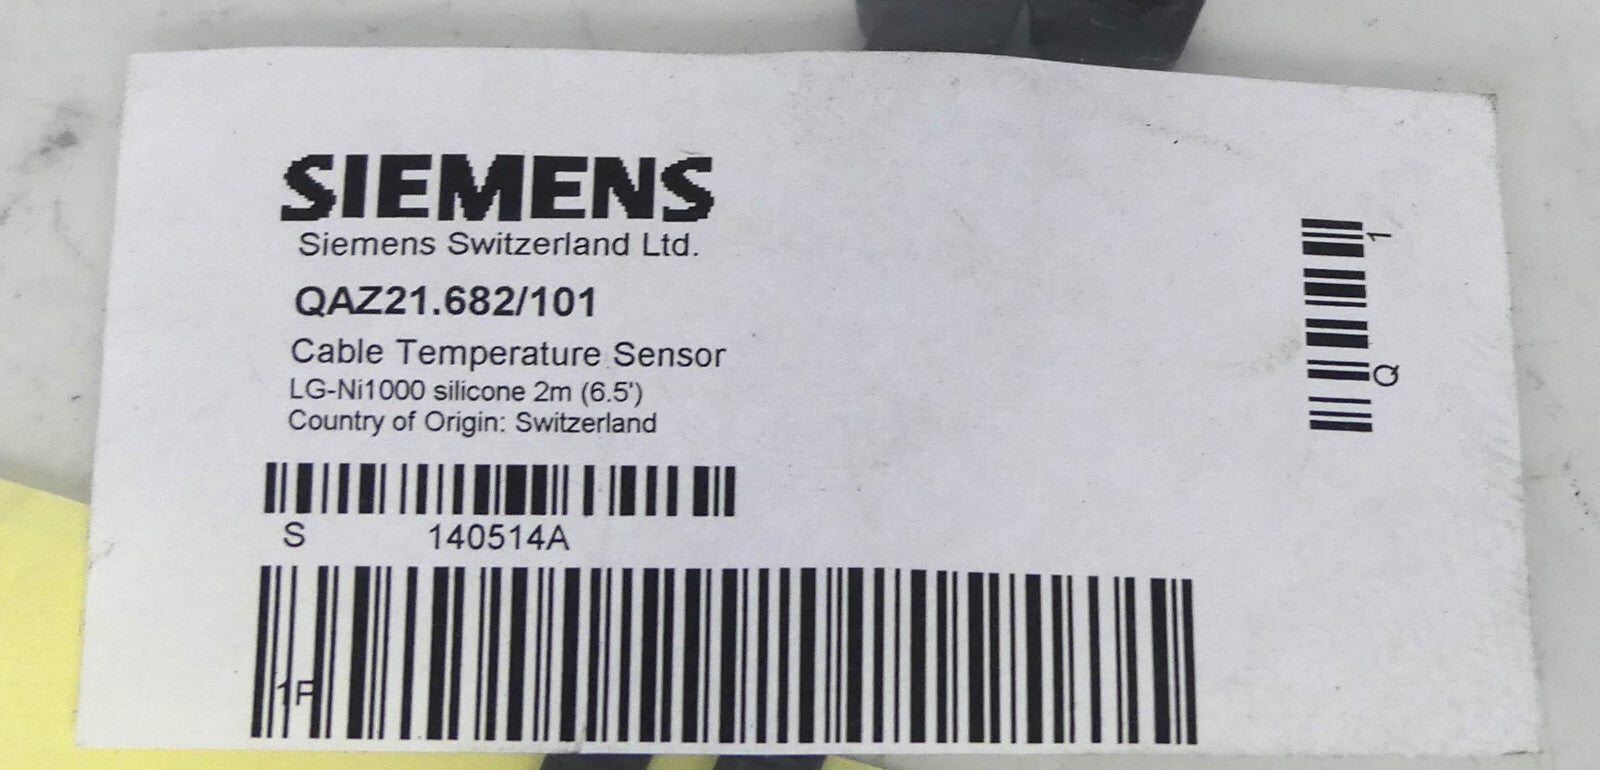 SIEMENS
Siemens Switzerland Ltd.
QAZ21.682/101
Cable Temperature Sensor
LG-Ni1000 silicone 2m (6.5')
Country of Origin: Switzerland
S 140514A
1P
Q 1